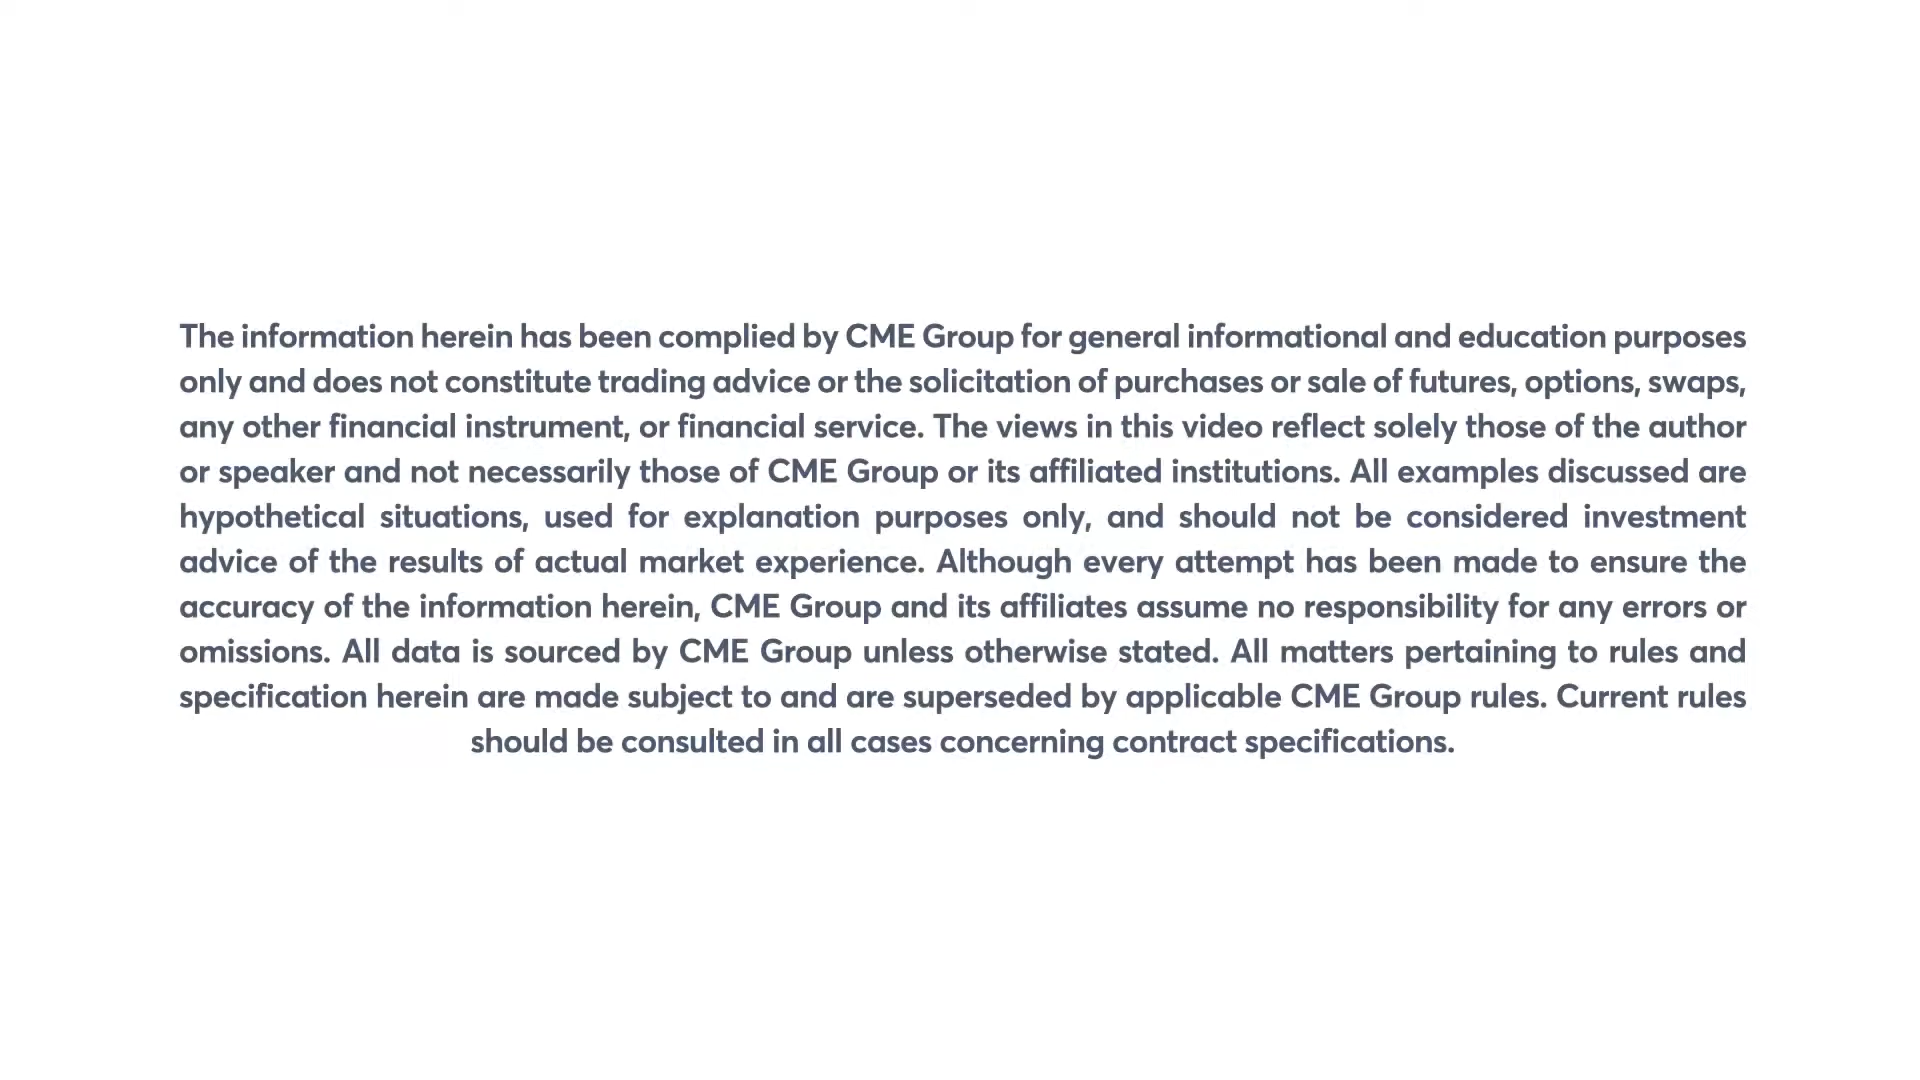 The information herein has been complied by CME Group for general informational and education purposes
only and does not constitute trading advice or the solicitation of purchases or sale of futures, options, swaps,
any other financial instrument, or financial service. The views in this video reflect solely those of the author
or speaker and not necessarily those of CME Group or its affiliated institutions. All examples discussed are
hypothetical situations, used for explanation purposes only, and should not be considered investment
advice of the results of actual market experience. Although every attempt has been made to ensure the
accuracy of the information herein, CME Group and its affiliates assume no responsibility for any errors or
omissions. All data is sourced by CME Group unless otherwise stated. All matters pertaining to rules and
specification herein are made subject to and are superseded by applicable CME Group rules. Current rules
should be consulted in all cases concerning contract specifications.